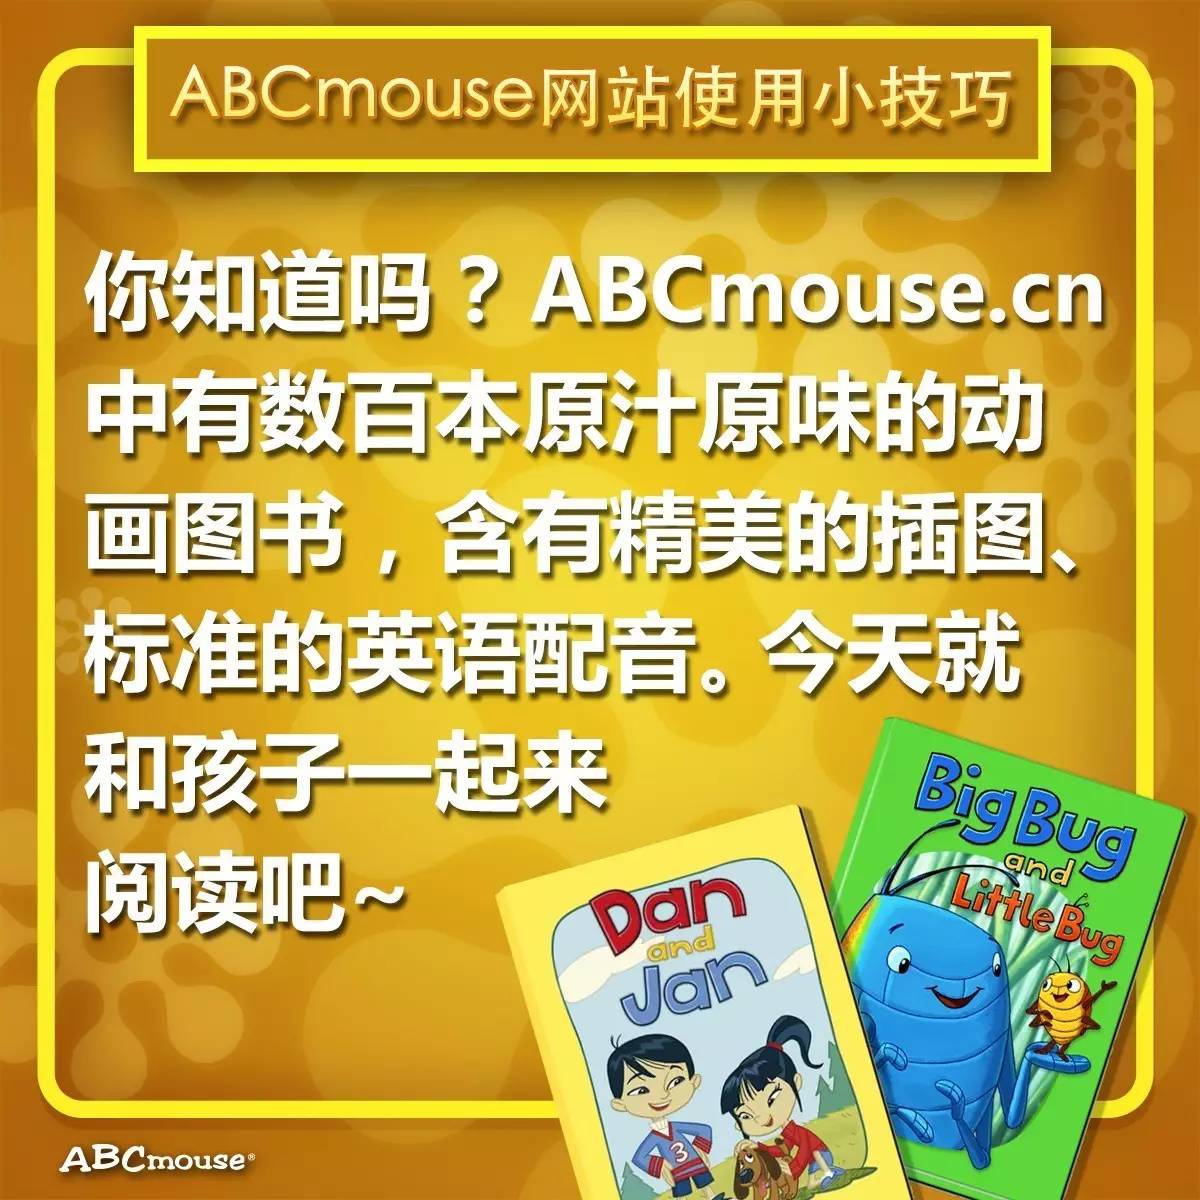 ABCmouse网站使用小技巧
你知道吗？ABCmouse.cn
中有数百本原汁原味的动
画图书，含有精美的插图、
标准的英语配音。今天就
和孩子一起来
阅读吧~
Big Bug
and
Little Bug
Dan
and
Jan
3
ABCmouse®